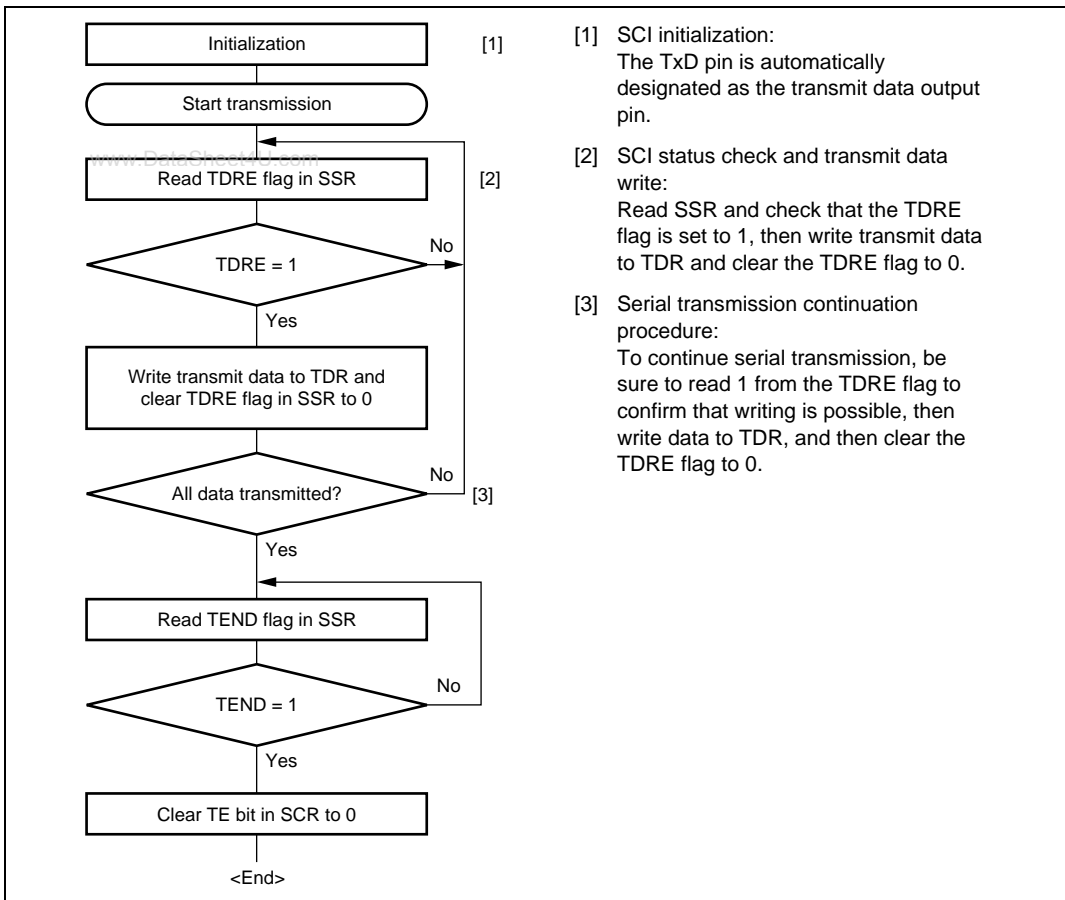 Initialization
[1]
Start transmission
www.DataSheet4U.com
Read TDRE flag in SSR
[2]
No
TDRE = 1
Yes
Write transmit data to TDR and
clear TDRE flag in SSR to 0
No
All data transmitted?
[3]
Yes
Read TEND flag in SSR
No
TEND = 1
Yes
Clear TE bit in SCR to 0
<End>
[1] SCI initialization:
The TxD pin is automatically
designated as the transmit data output
pin.
[2] SCI status check and transmit data
write:
Read SSR and check that the TDRE
flag is set to 1, then write transmit data
to TDR and clear the TDRE flag to 0.
[3] Serial transmission continuation
procedure:
To continue serial transmission, be
sure to read 1 from the TDRE flag to
confirm that writing is possible, then
write data to TDR, and then clear the
TDRE flag to 0.